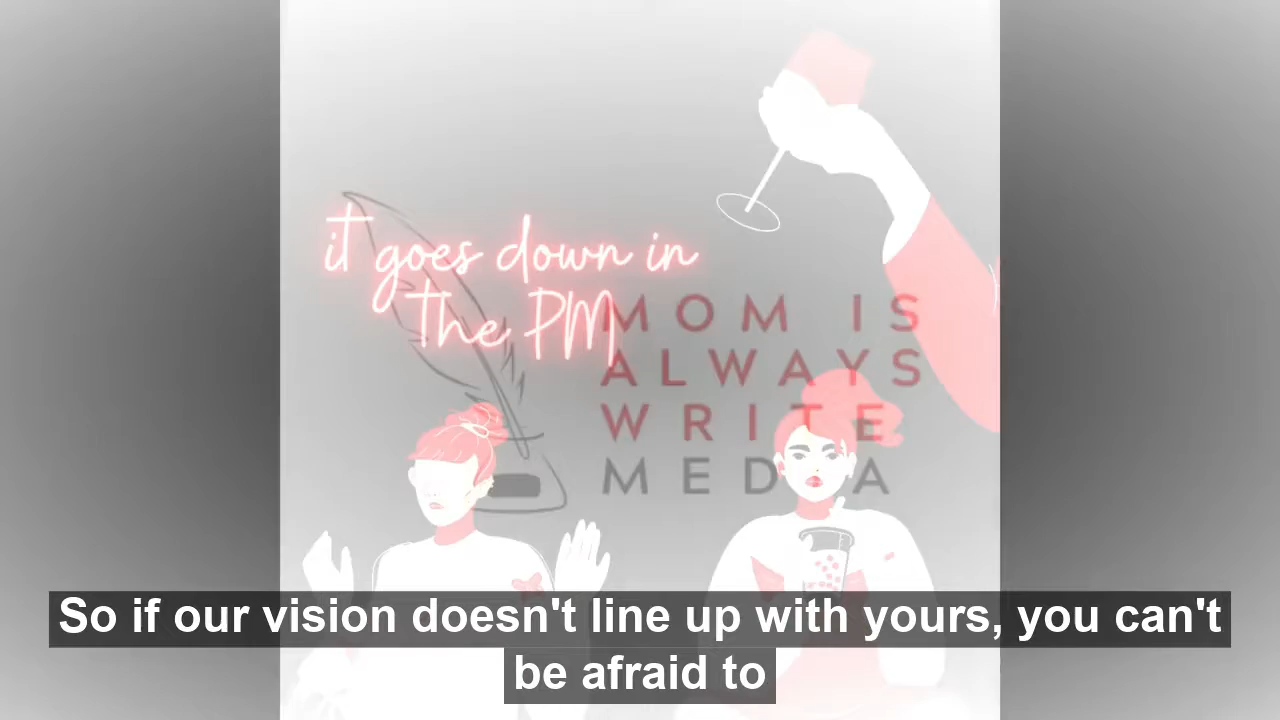 it goes down in
the PM
MOM IS
ALWAYS
WRITE
MEDIA
So if our vision doesn't line up with yours, you can't
be afraid to